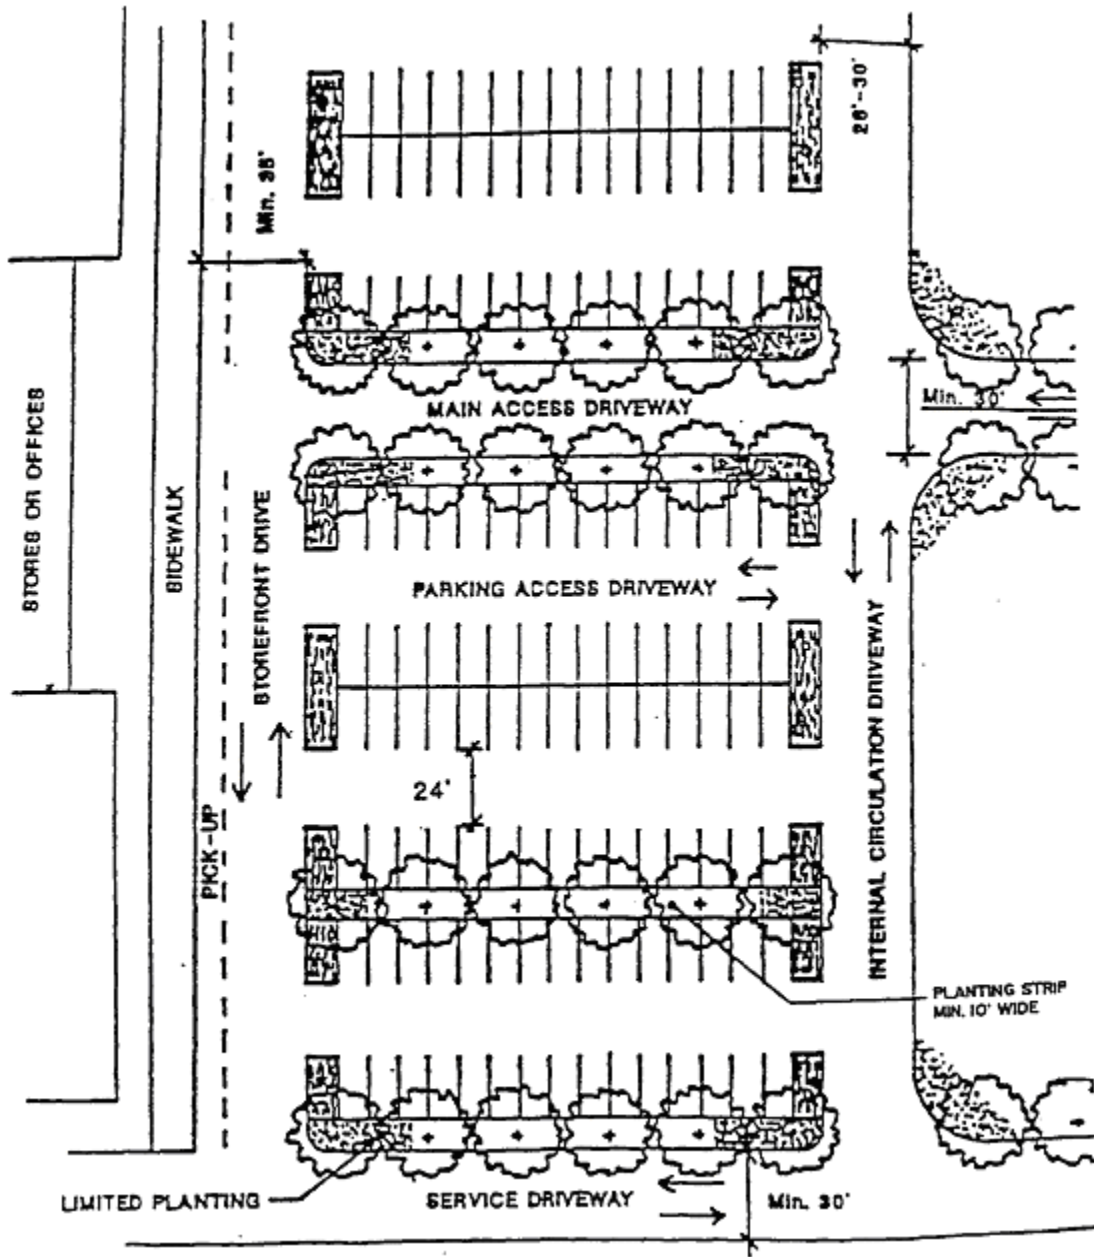 28'-30'
Min. 35'
MAIN ACCESS DRIVEWAY
Min. 30'
STORES OR OFFICES
SIDEWALK
STOREFRONT DRIVE
PARKING ACCESS DRIVEWAY
INTERNAL CIRCULATION DRIVEWAY
24'
PICK-UP
PLANTING STRIP
MIN. 10' WIDE
LIMITED PLANTING
SERVICE DRIVEWAY
Min. 30'